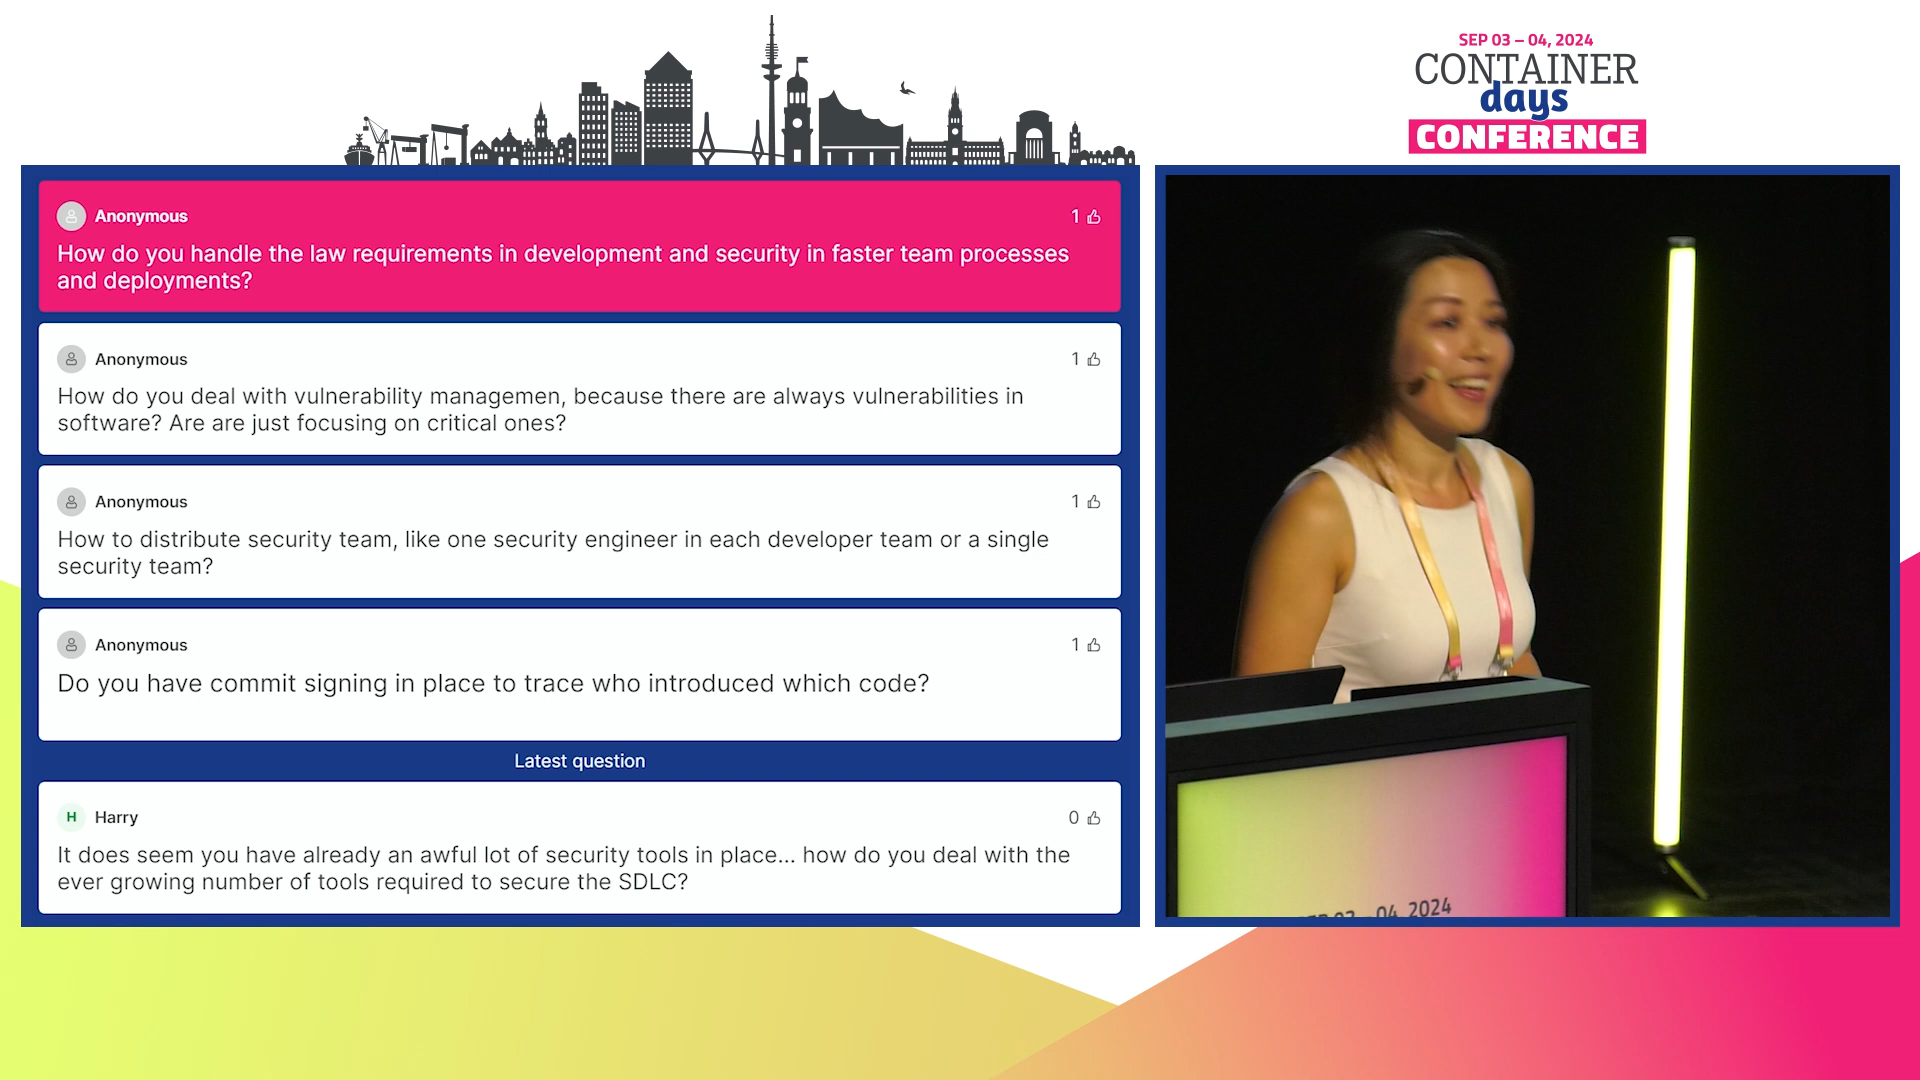 SEP 03 – 04, 2024
CONTAINER
days
CONFERENCE
Anonymous
1
How do you handle the law requirements in development and security in faster team processes
and deployments?
Anonymous
1
How do you deal with vulnerability managemen, because there are always vulnerabilities in
software? Are are just focusing on critical ones?
Anonymous
1
How to distribute security team, like one security engineer in each developer team or a single
security team?
Anonymous
1
Do you have commit signing in place to trace who introduced which code?
Latest question
H
Harry
0
It does seem you have already an awful lot of security tools in place... how do you deal with the
ever growing number of tools required to secure the SDLC?
04, 2024